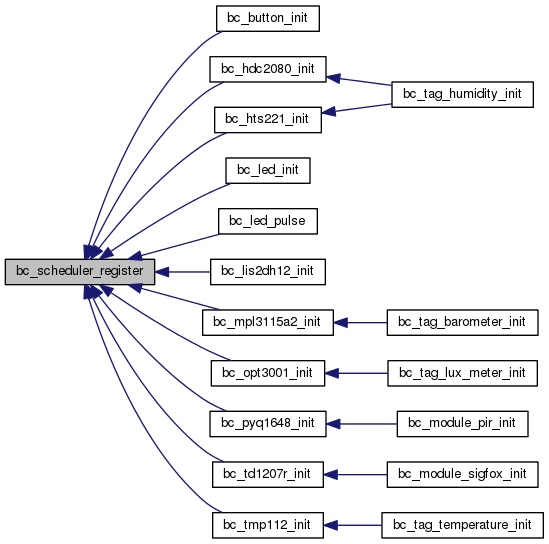 bc_button_init
bc_hdc2080_init
bc_tag_humidity_init
bc_hts221_init
bc_led_init
bc_led_pulse
bc_scheduler_register
bc_lis2dh12_init
bc_mpl3115a2_init
bc_tag_barometer_init
bc_opt3001_init
bc_tag_lux_meter_init
bc_pyq1648_init
bc_module_pir_init
bc_td1207r_init
bc_module_sigfox_init
bc_tmp112_init
bc_tag_temperature_init